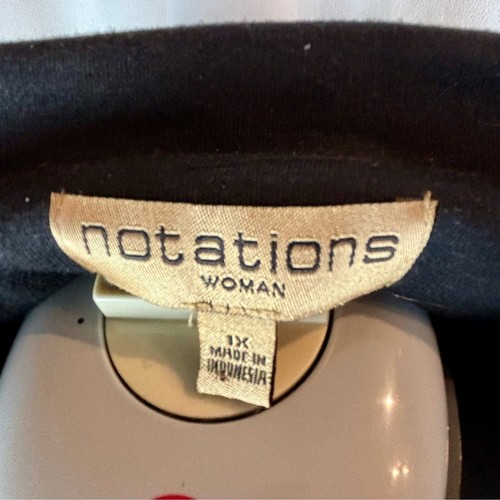 notations
WOMAN
1X
MADE IN
INDONESIA